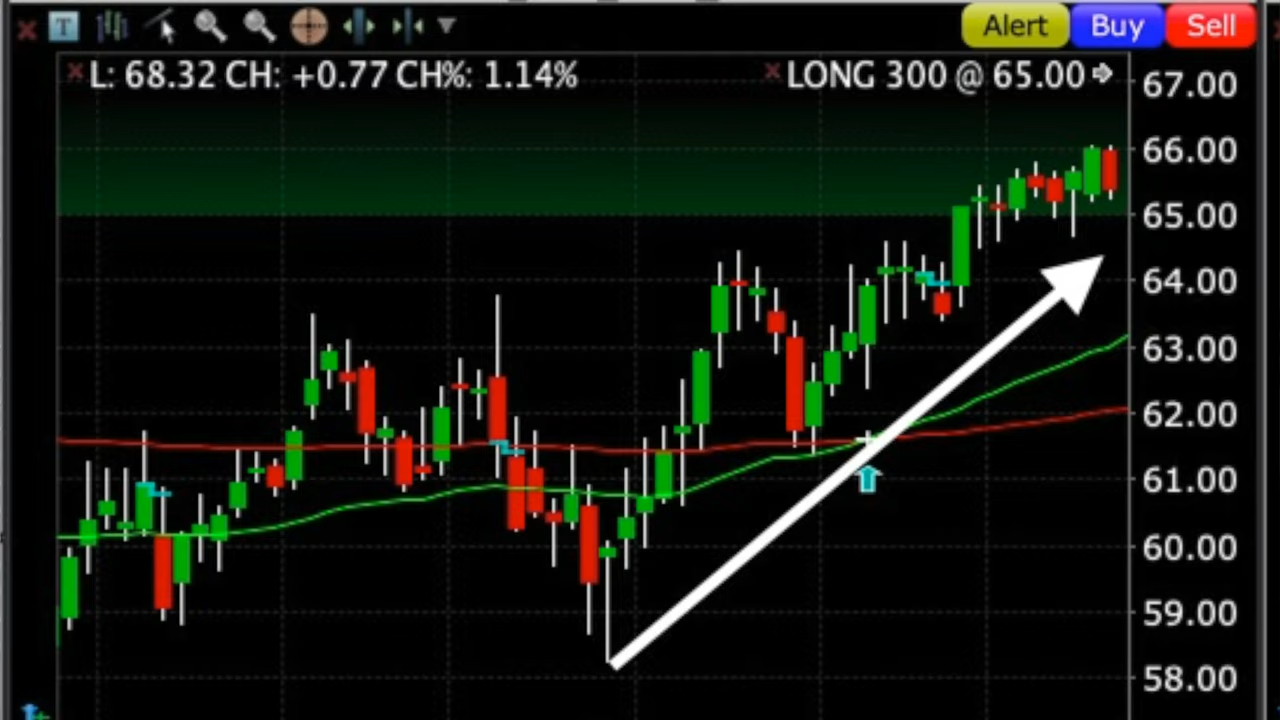 T
Alert Buy Sell
L: 68.32 CH: +0.77 CH%: 1.14%
LONG 300 @ 65.00
67.00
66.00
65.00
64.00
63.00
62.00
61.00
60.00
59.00
58.00